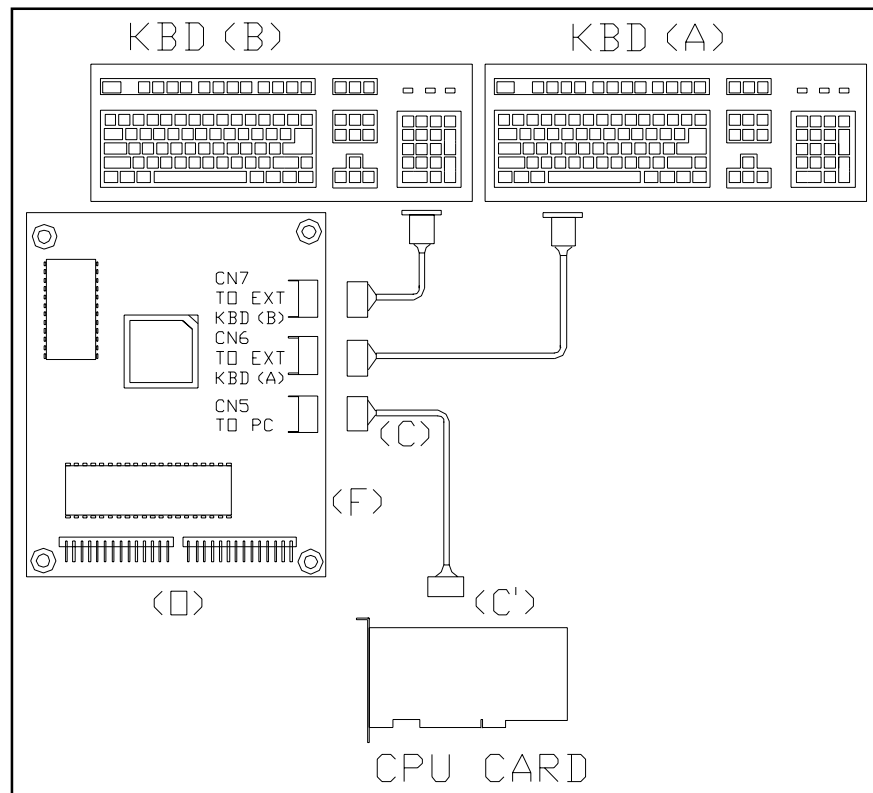 KBD (B)
KBD (A)
CN7
TO EXT
KBD (B)
CN6
TO EXT
KBD (A)
CN5
TO PC
(C)
(F)
(O)
(C')
CPU CARD